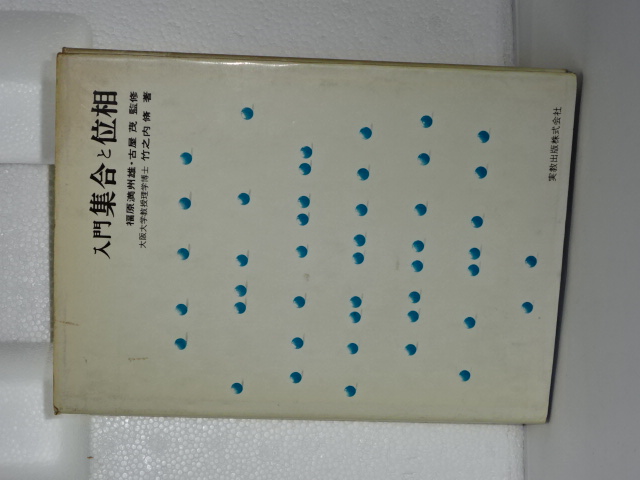 入門集合と位相
福原満州雄・古屋 茂 監修
大阪大学教授理学博士 竹之内 脩 著
実教出版株式会社